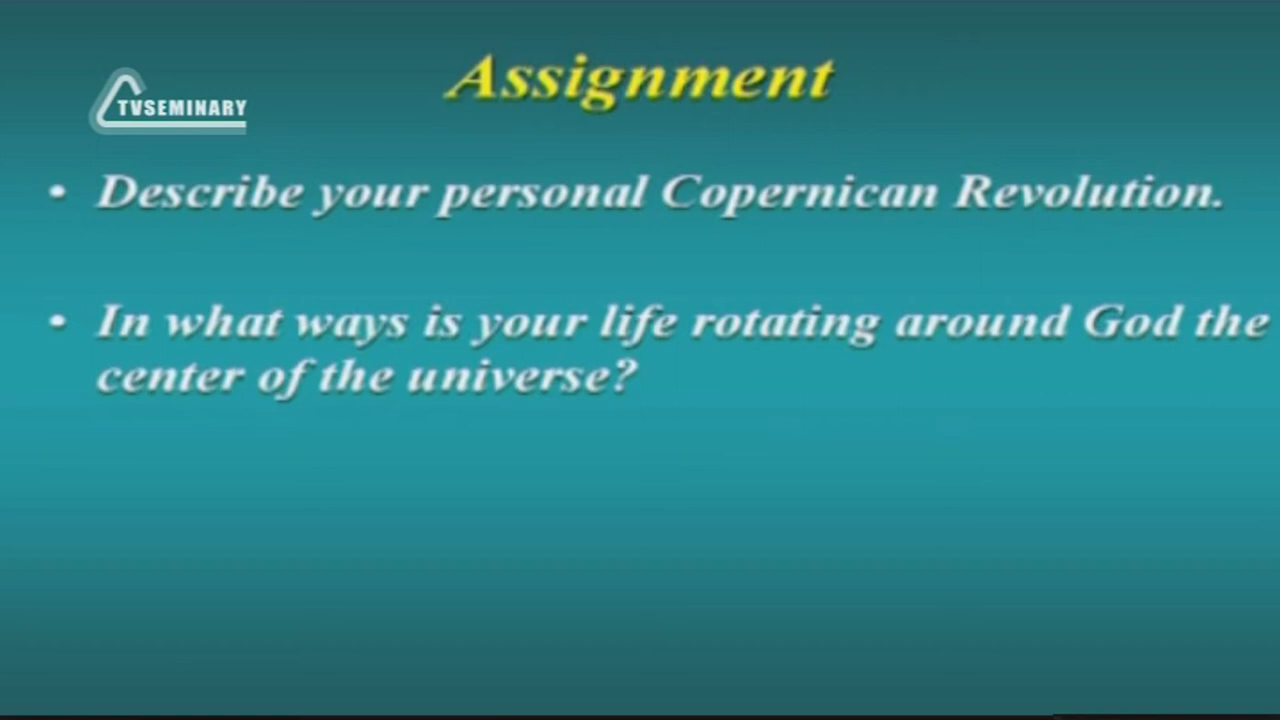 Assignment
TVSEMINARY
• Describe your personal Copernican Revolution.
• In what ways is your life rotating around God the
center of the universe?